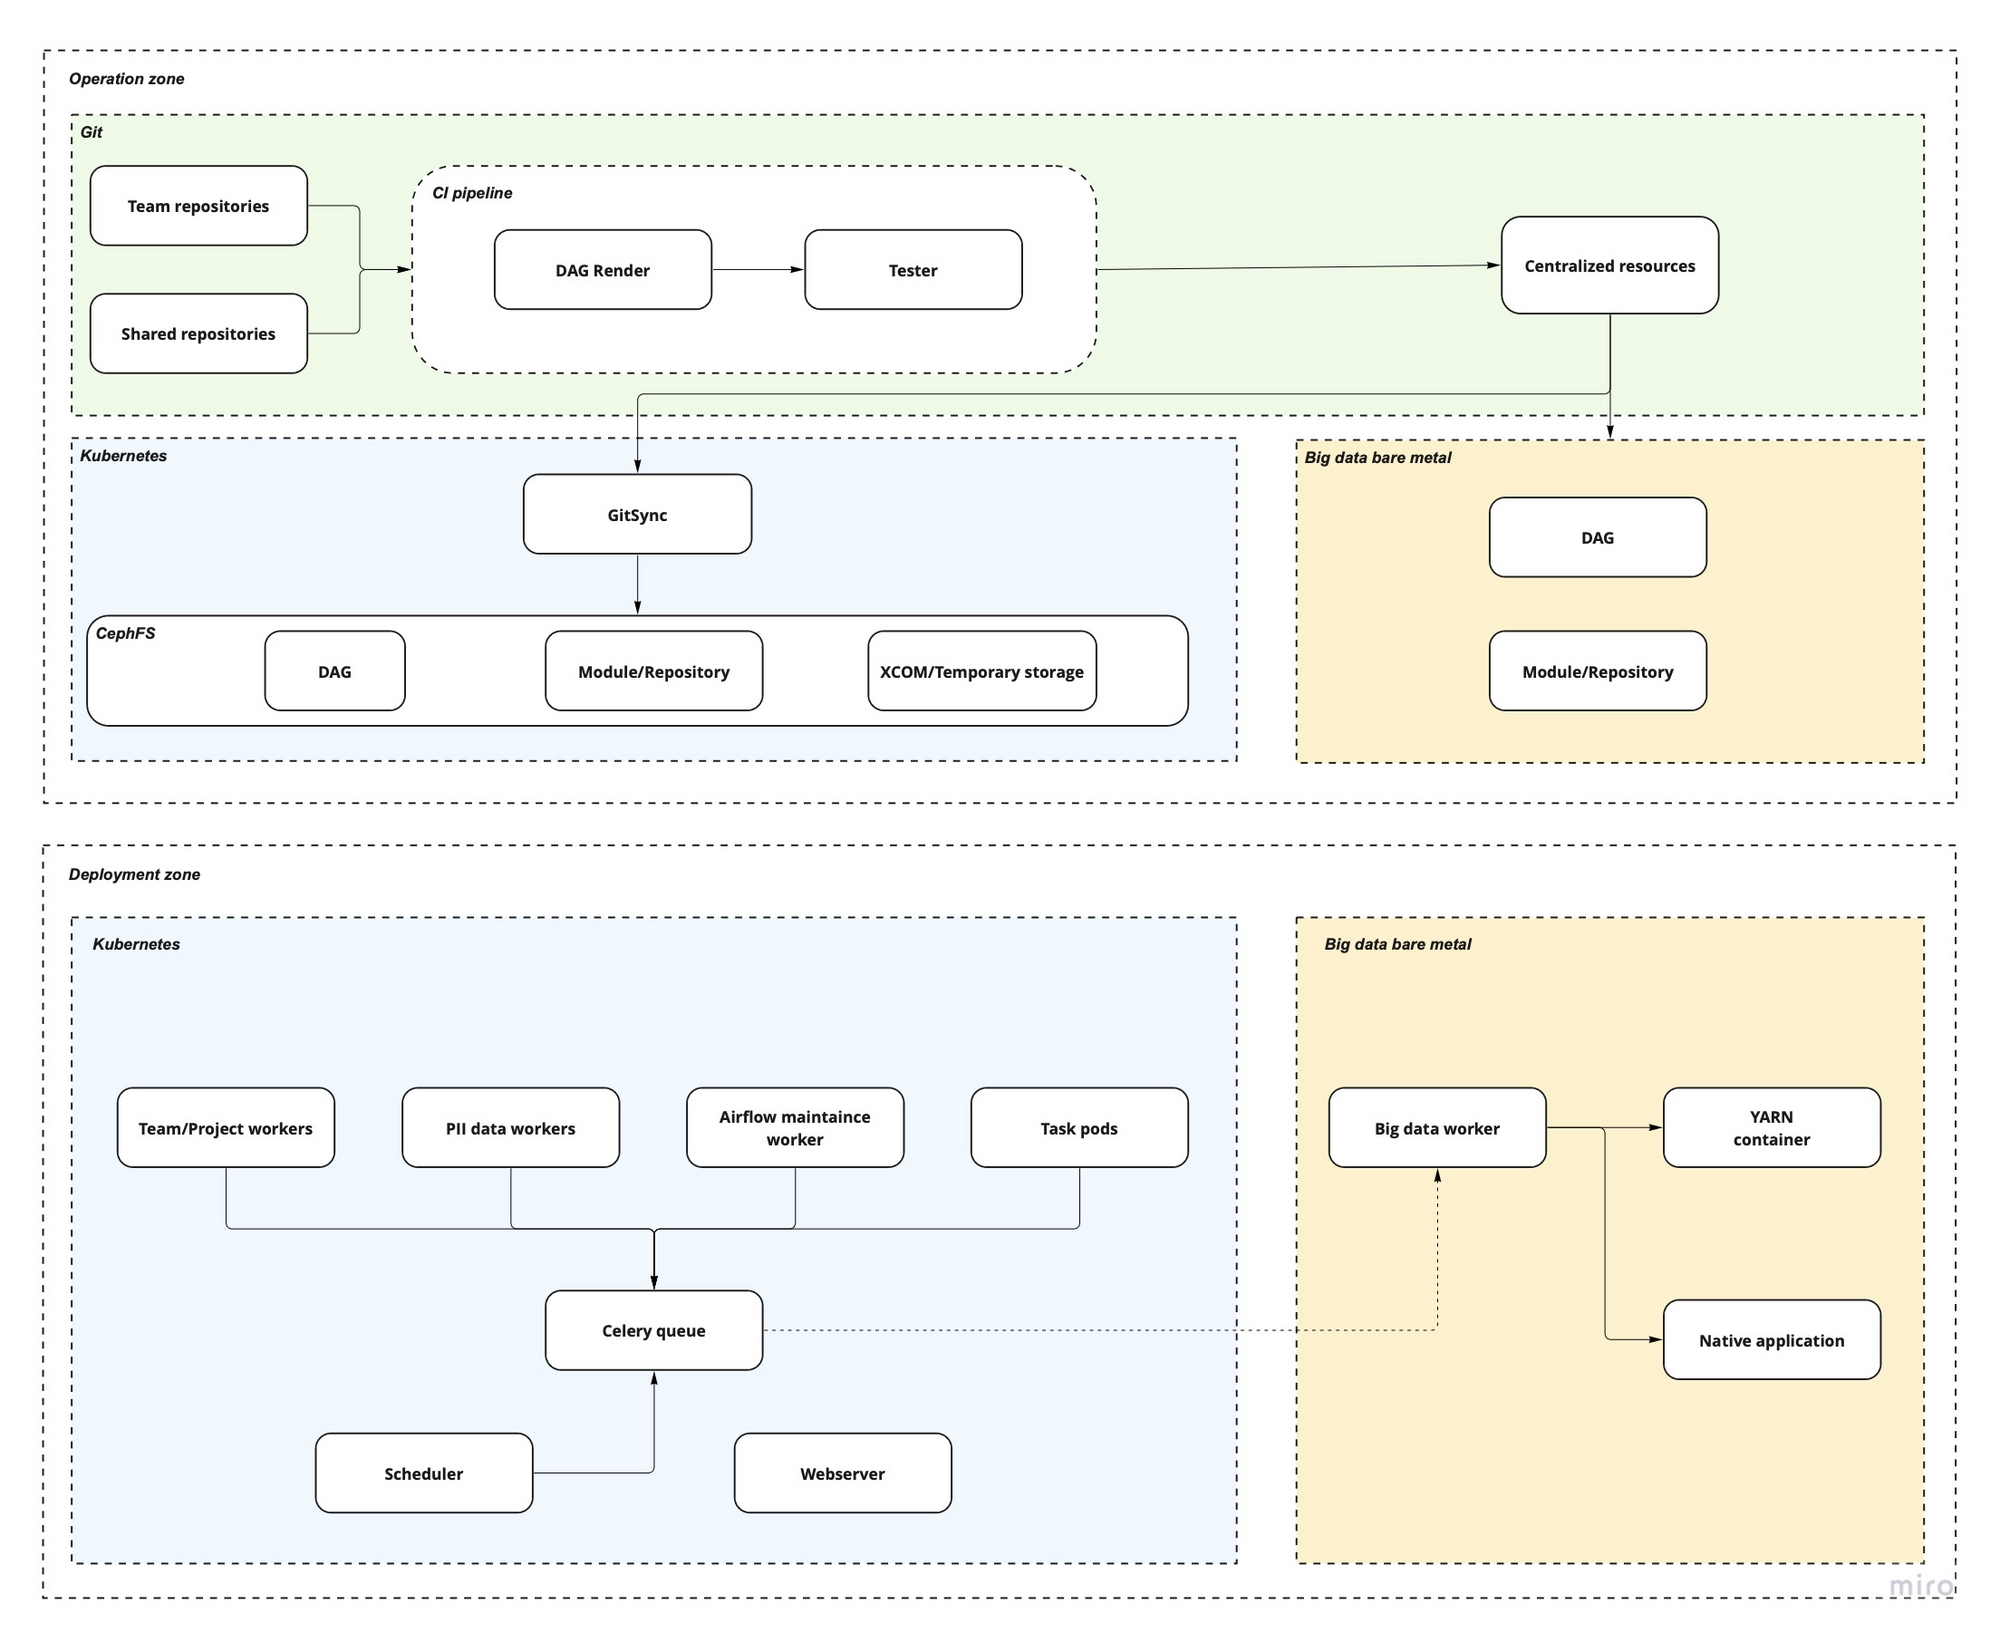 Operation zone
Git
Team repositories
Shared repositories
CI pipeline
DAG Render
Tester
Centralized resources
Kubernetes
GitSync
CephFS
DAG
Module/Repository
XCOM/Temporary storage
Big data bare metal
DAG
Module/Repository
Deployment zone
Kubernetes
Team/Project workers
PII data workers
Airflow maintaince
worker
Task pods
Celery queue
Scheduler
Webserver
Big data bare metal
Big data worker
YARN
container
Native application
miro